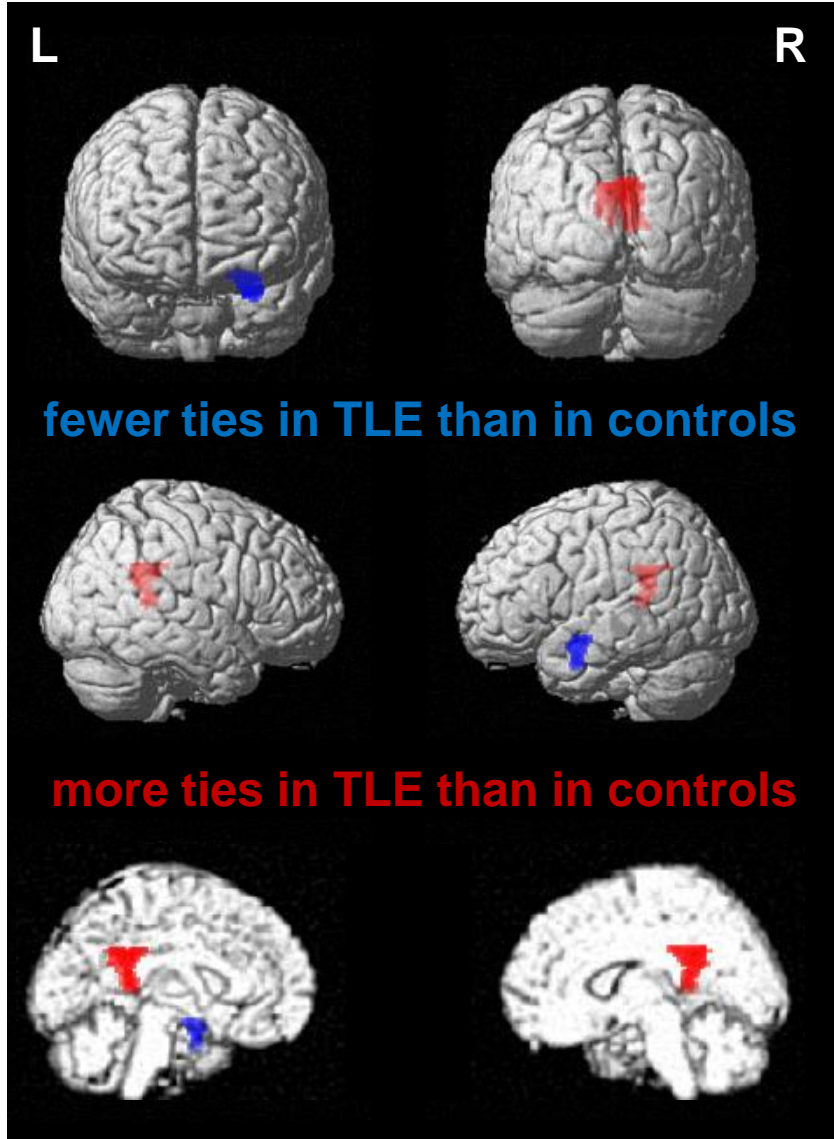 L R
fewer ties in TLE than in controls
more ties in TLE than in controls